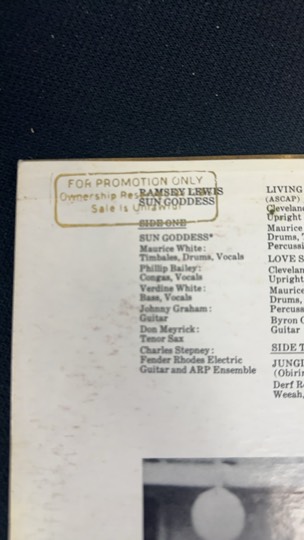 FOR PROMOTION ONLY
Ownership
Sale is Unlawful
RAMSEY LEWIS
SUN GODDESS
SIDE ONE
SUN GODDESS*
Maurice White:
Timbales, Drums, Vocals
Phillip Bailey:
Congas, Vocals
Verdine White:
Bass, Vocals
Johnny Graham:
Guitar
Don Meyrick:
Tenor Sax
Charles Stepney:
Fender Rhodes Electric
Guitar and ARP Ensemble
LIVING
(ASCAP)
Cleveland
Upright
Maurice
Drums,
Percussi
LOVE S
Clevelan
Upright
Maurice
Drums,
Percuss
Byron
Guitar
SIDE T
JUNGL
(Obirin
Derf R
Weeah,